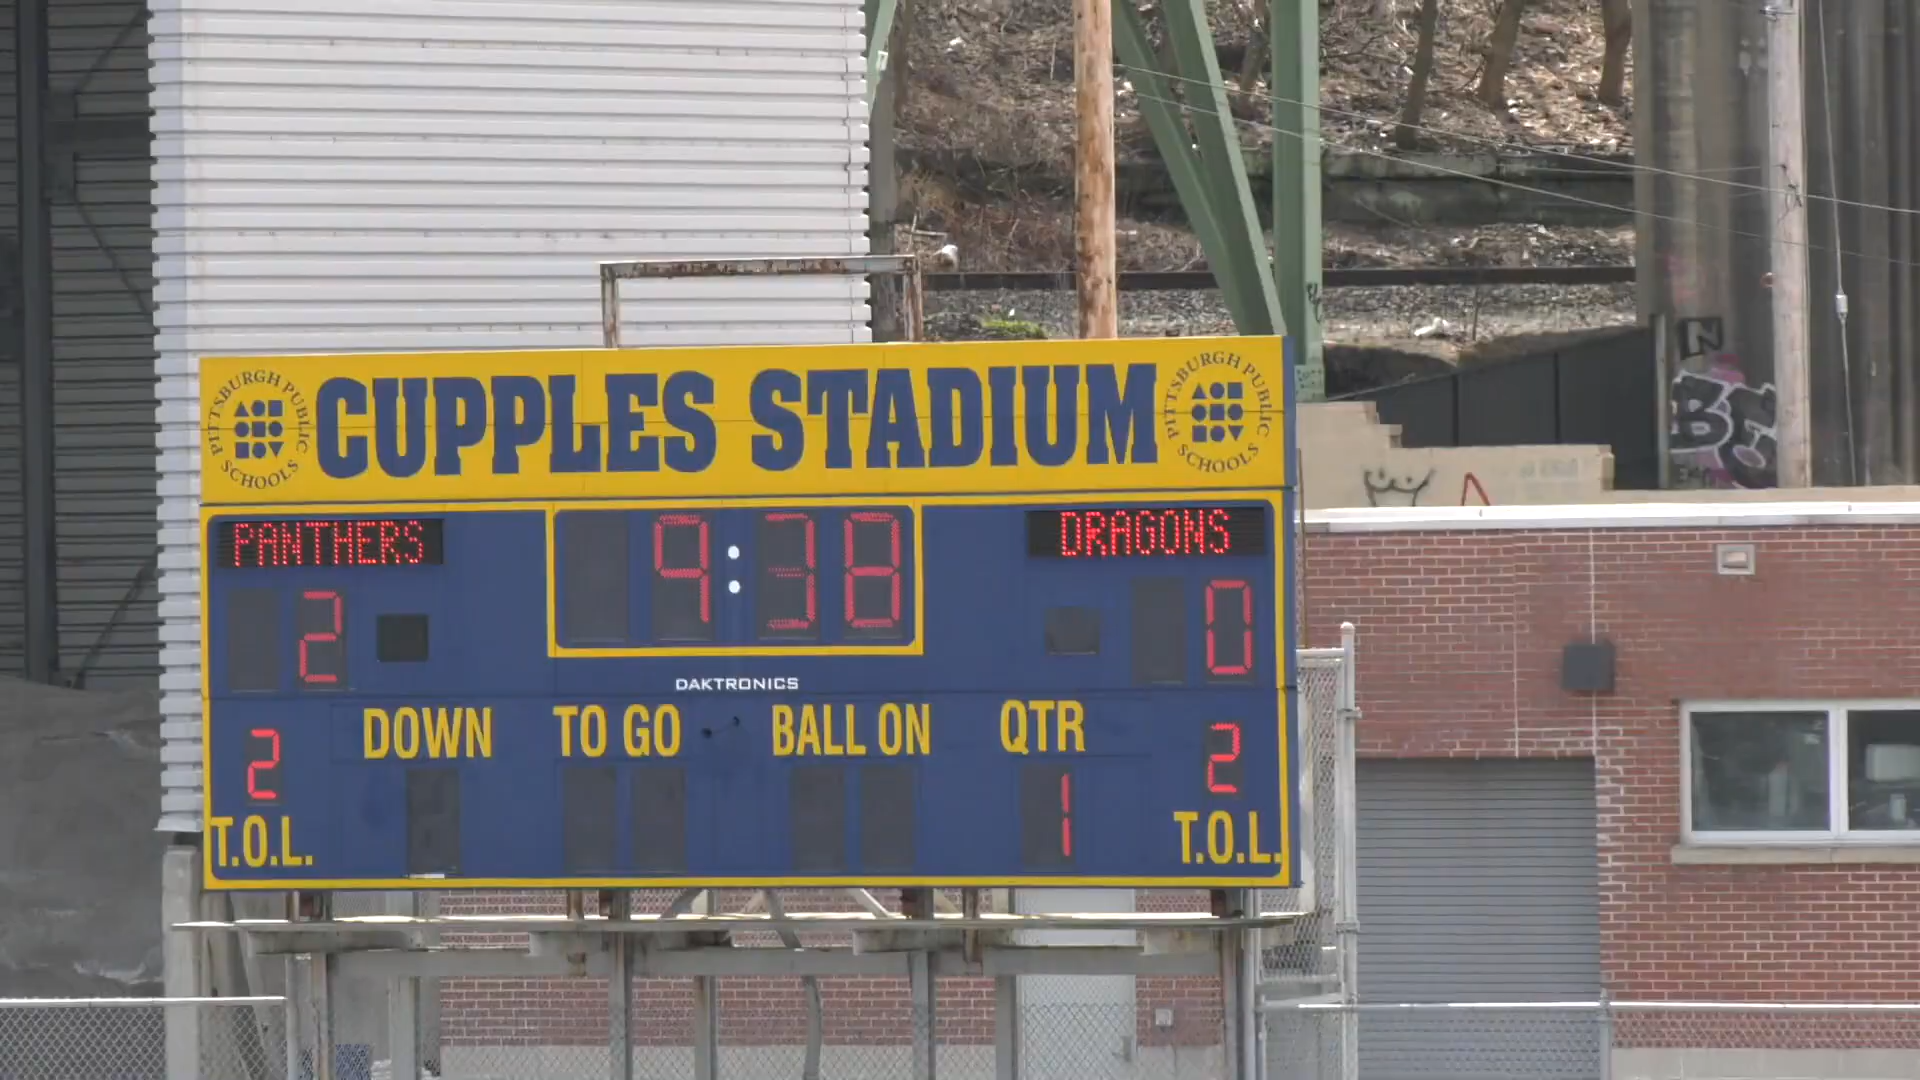 PITTSBURGH PUBLIC SCHOOLS
CUPPLES STADIUM
PITTSBURGH PUBLIC SCHOOLS
PANTHERS
9:38
DRAGONS
2
0
DAKTRONICS
DOWN TO GO BALL ON QTR
2
1
2
T.O.L.
T.O.L.
N